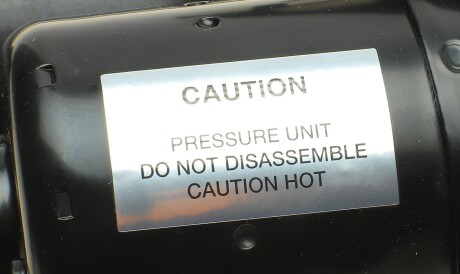 CAUTION
PRESSURE UNIT
DO NOT DISASSEMBLE
CAUTION HOT